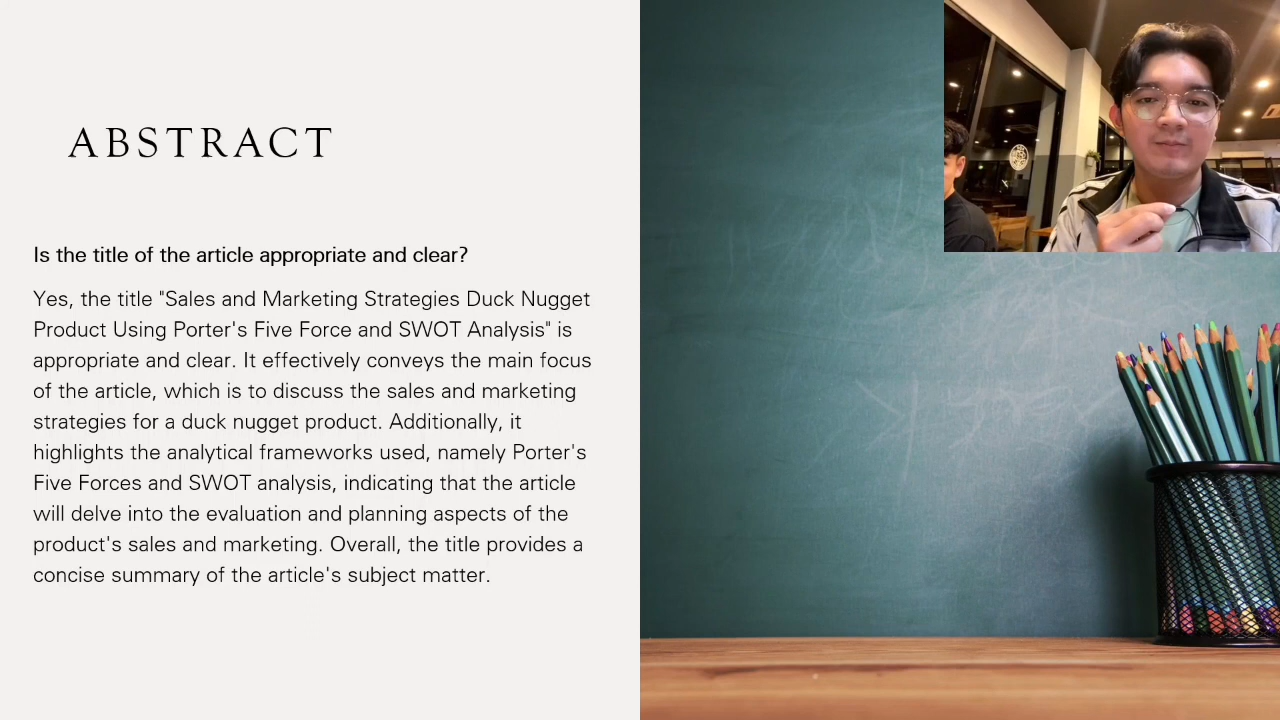 ABSTRACT
Is the title of the article appropriate and clear?
Yes, the title "Sales and Marketing Strategies Duck Nugget
Product Using Porter's Five Force and SWOT Analysis" is
appropriate and clear. It effectively conveys the main focus
of the article, which is to discuss the sales and marketing
strategies for a duck nugget product. Additionally, it
highlights the analytical frameworks used, namely Porter's
Five Forces and SWOT analysis, indicating that the article
will delve into the evaluation and planning aspects of the
product's sales and marketing. Overall, the title provides a
concise summary of the article's subject matter.